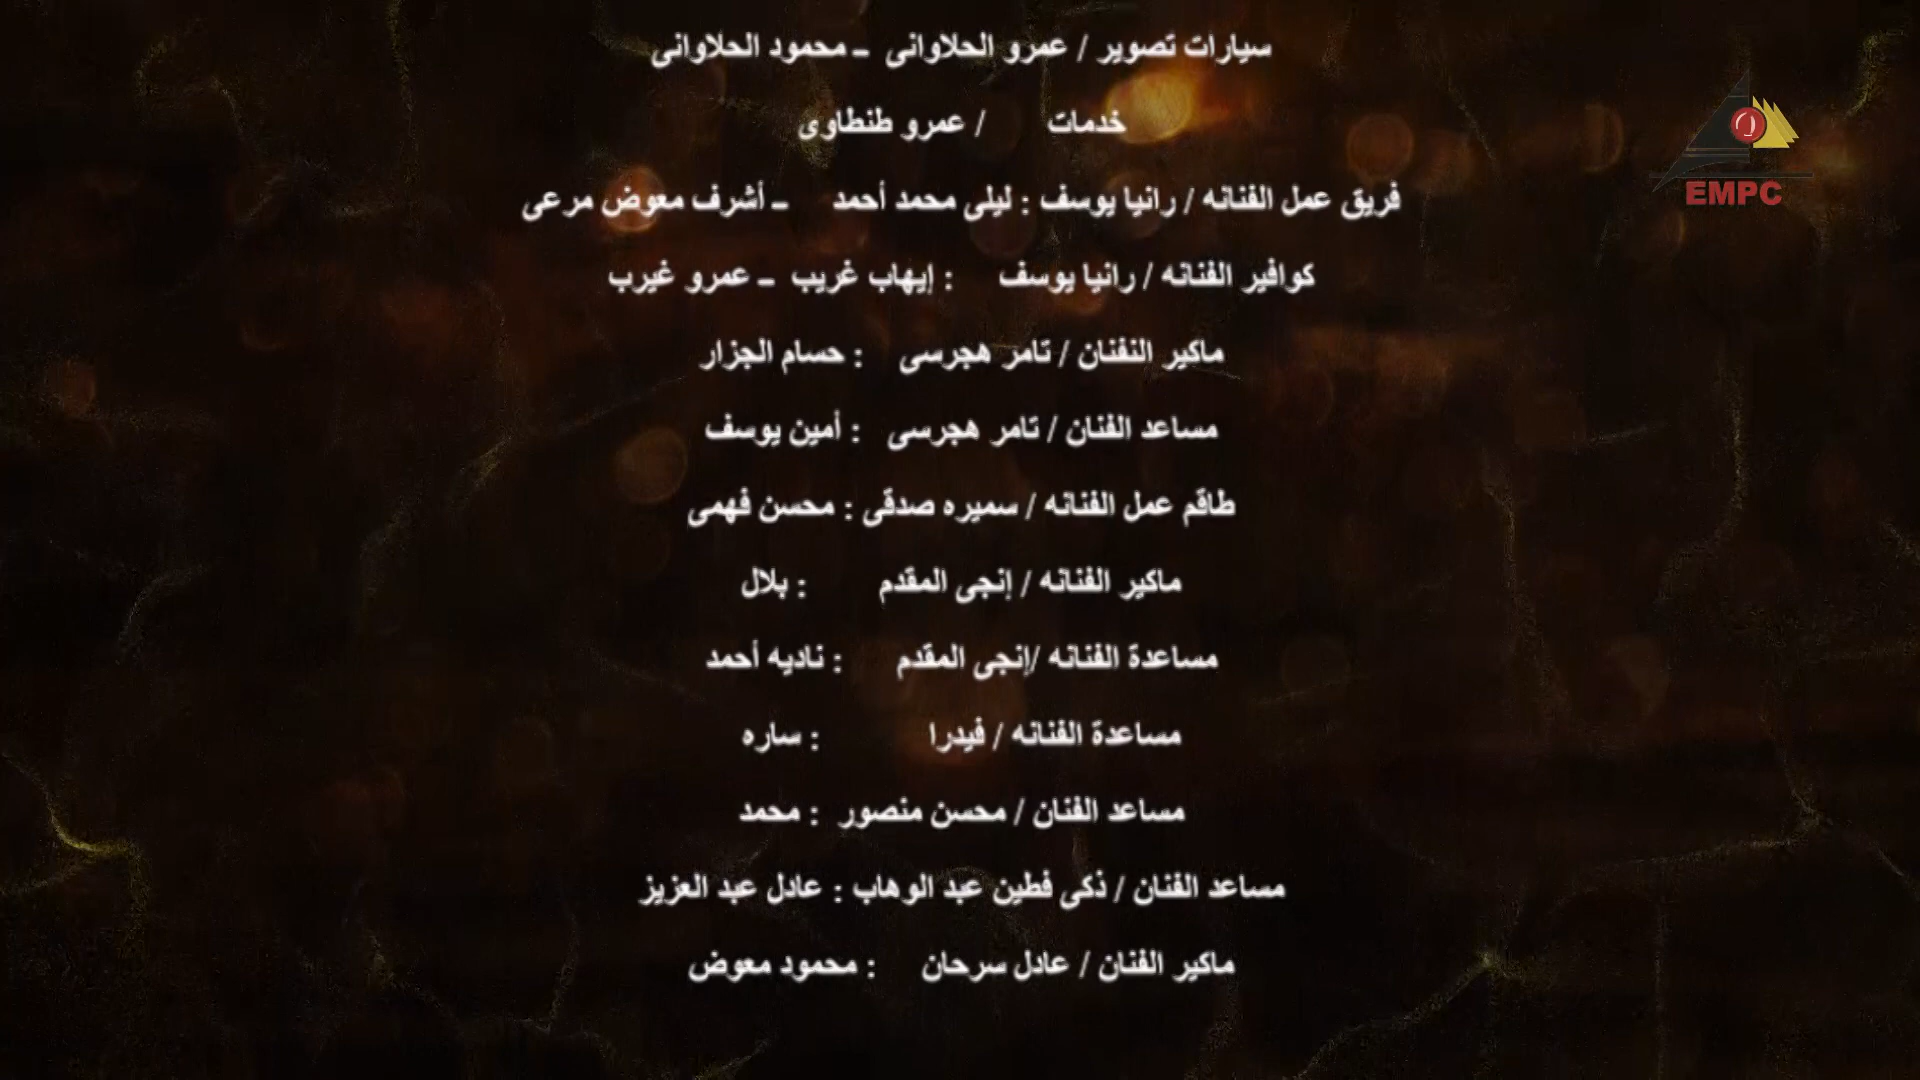 سيارات تصوير / عمرو الحلاوانى ـ محمود الحلاوانى
خدمات / عمرو طنطاوى
فريق عمل الفنانه / رانيا يوسف : ليلى محمد أحمد ـ أشرف معوض مرعى
كوافير الفنانه / رانيا يوسف : إيهاب غريب ـ عمرو غيرب
ماكير النفنان / تامر هجرسى : حسام الجزار
مساعد الفنان / تامر هجرسى : أمين يوسف
طاقم عمل الفنانه / سميره صدقى : محسن فهمى
ماكير الفنانه / إنجى المقدم : بلال
مساعدة الفنانه /إنجى المقدم : ناديه أحمد
مساعدة الفنانه / فيدرا : ساره
مساعد الفنان / محسن منصور : محمد
مساعد الفنان / ذكى فطين عبد الوهاب : عادل عبد العزيز
ماكير الفنان / عادل سرحان : محمود معوض
EMPC